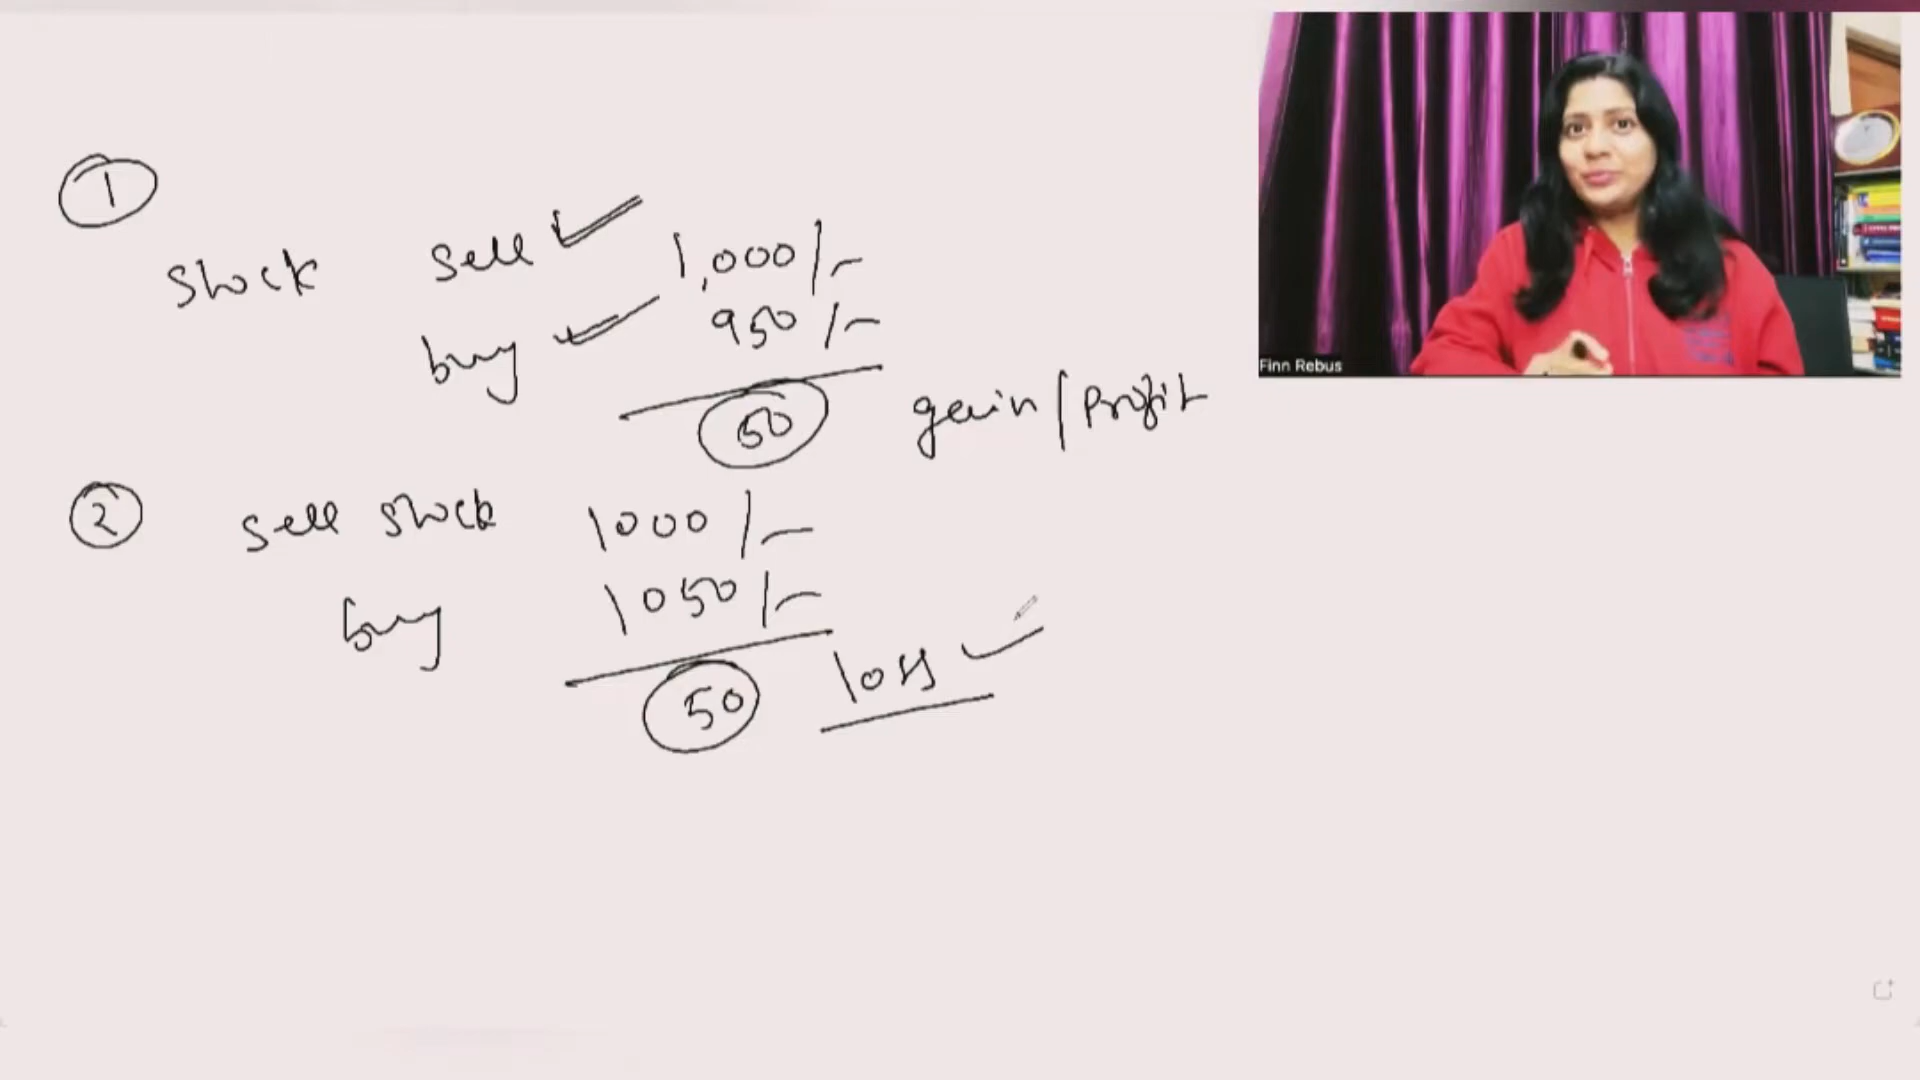 1
Stock sell 1,000/-
buy 950/-
50 gain/Profit
2 sell stock 1000/-
buy 1050/-
50 loss
Finn Rebus